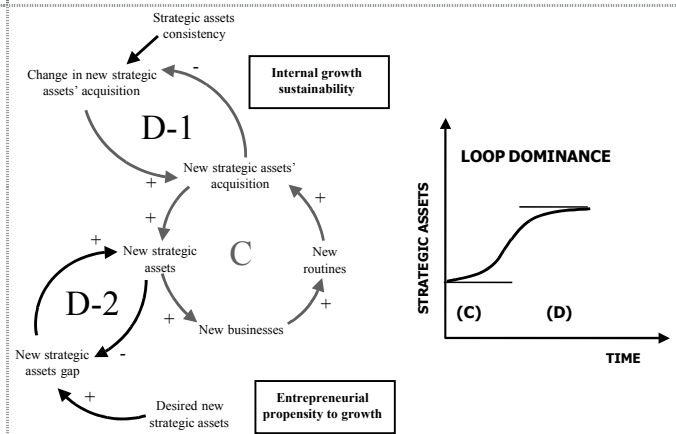 Strategic assets
consistency
Change in new strategic
assets' acquisition
-
Internal growth
sustainability
D-1
+
New strategic assets'
acquisition
+
+
+
New strategic
assets
C
New
routines
D-2
+
+
New businesses
-
New strategic
assets gap
+
Desired new
strategic assets
Entrepreneurial
propensity to growth
LOOP DOMINANCE
STRATEGIC ASSETS
(C)
(D)
TIME